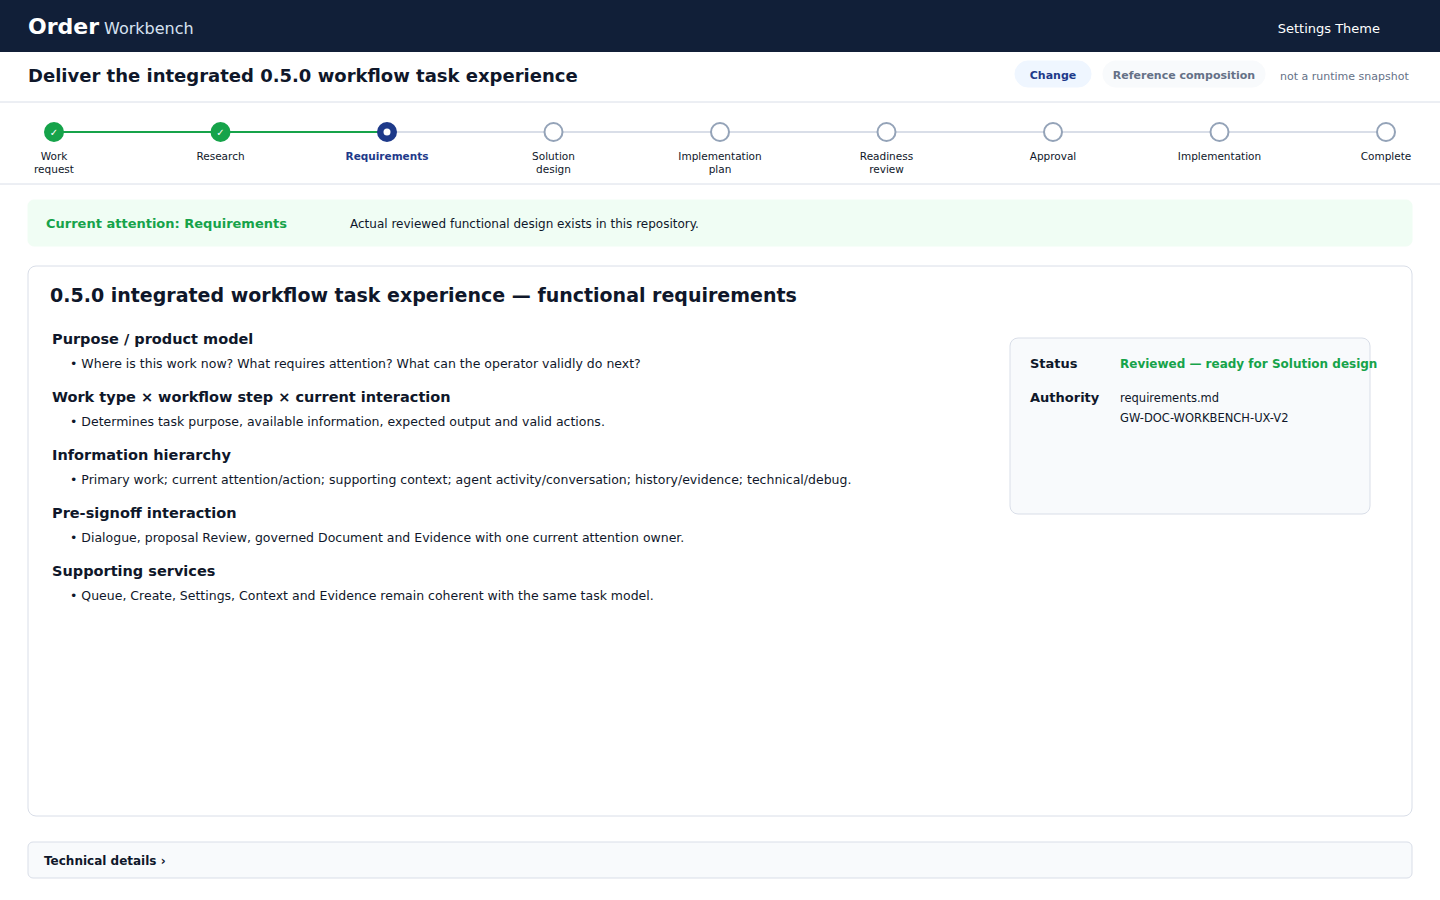 Order Workbench
Settings Theme
Deliver the integrated 0.5.0 workflow task experience
Change
Reference composition
not a runtime snapshot
✓
✓
Work
request
Research
Requirements
Solution
design
Implementation
plan
Readiness
review
Approval
Implementation
Complete
Current attention: Requirements
Actual reviewed functional design exists in this repository.
0.5.0 integrated workflow task experience — functional requirements
Purpose / product model
• Where is this work now? What requires attention? What can the operator validly do next?
Work type × workflow step × current interaction
• Determines task purpose, available information, expected output and valid actions.
Information hierarchy
• Primary work; current attention/action; supporting context; agent activity/conversation; history/evidence; technical/debug.
Pre-signoff interaction
• Dialogue, proposal Review, governed Document and Evidence with one current attention owner.
Supporting services
• Queue, Create, Settings, Context and Evidence remain coherent with the same task model.
Status
Reviewed — ready for Solution design
Authority
requirements.md
GW-DOC-WORKBENCH-UX-V2
Technical details ›